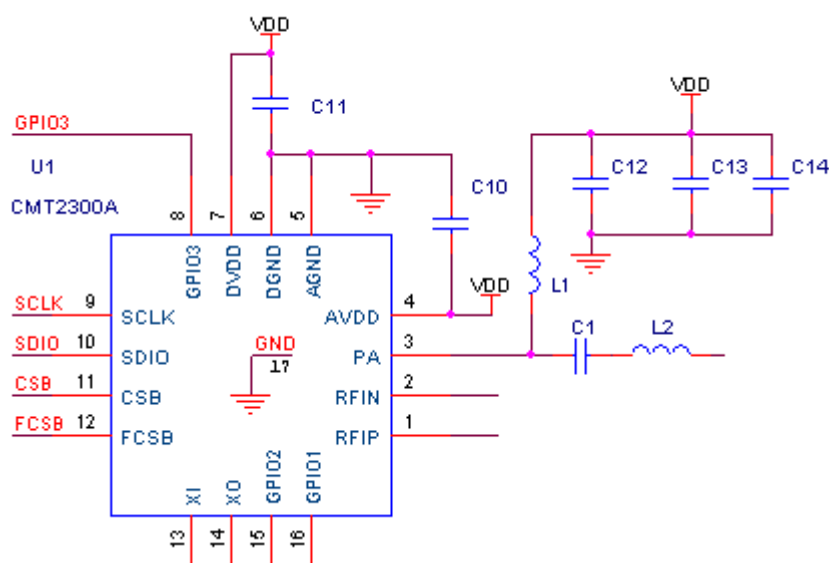 VDD
VDD
C11
GPIO3
U1
C12
C13
C14
CMT2300A
C10
8
7
6
5
GPIO3
DVDD
DGND
AGND
VDD
L1
SCLK
9
SCLK
AVDD
4
C1
L2
SDIO
10
SDIO
GND
17
PA
3
CSB
11
CSB
RFIN
2
FCSB
12
FCSB
RFIP
1
XI
XO
GPIO2
GPIO1
13
14
15
16